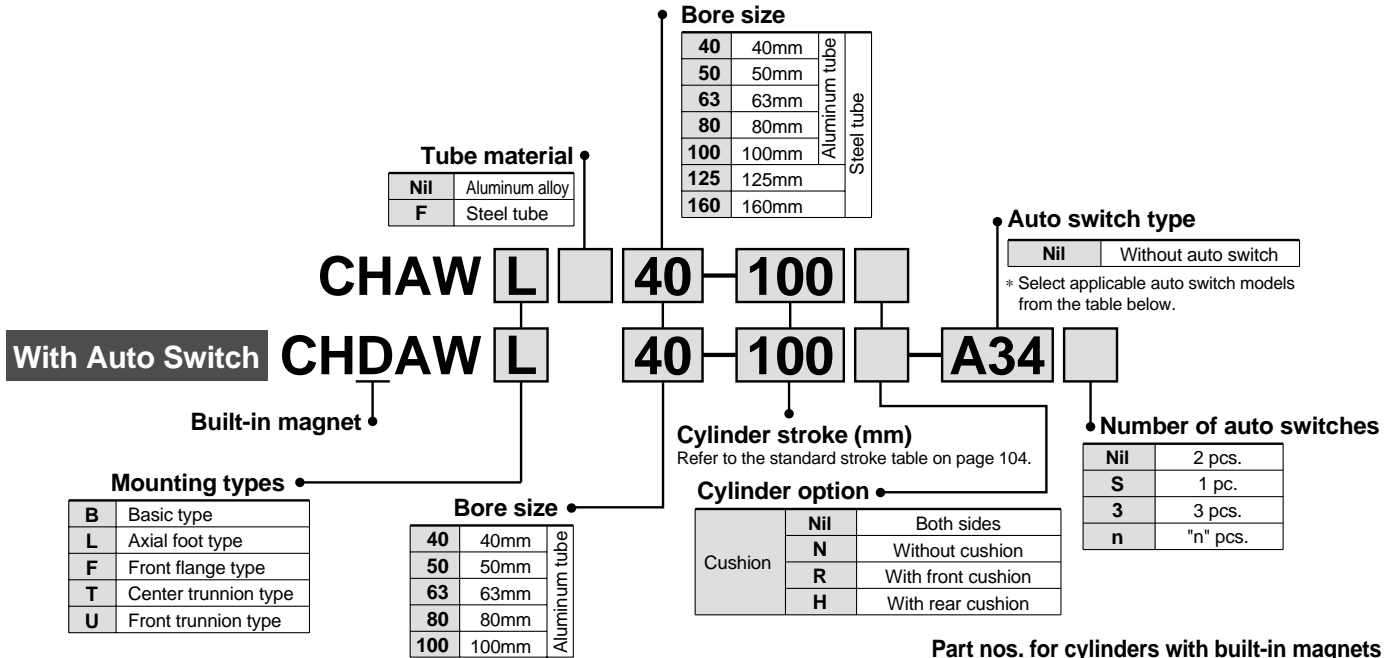 Bore size
40 40mm
50 50mm
63 63mm
80 80mm
100 100mm
125 125mm
160 160mm
Aluminum tube
Steel tube
Tube material
Nil Aluminum alloy
F Steel tube
Auto switch type
Nil Without auto switch
* Select applicable auto switch models
from the table below.
CHAW L 40-100
With Auto Switch CHDAW L 40-100-A34
Built-in magnet
Cylinder stroke (mm)
Refer to the standard stroke table on page 104.
Number of auto switches
Nil 2 pcs.
S 1 pc.
3 3 pcs.
n "n" pcs.
Mounting types
B Basic type
L Axial foot type
F Front flange type
T Center trunnion type
U Front trunnion type
Bore size
40 40mm
50 50mm
63 63mm
80 80mm
100 100mm
Aluminum tube
Cylinder option
Cushion
Nil Both sides
N Without cushion
R With front cushion
H With rear cushion
Part nos. for cylinders with built-in magnets